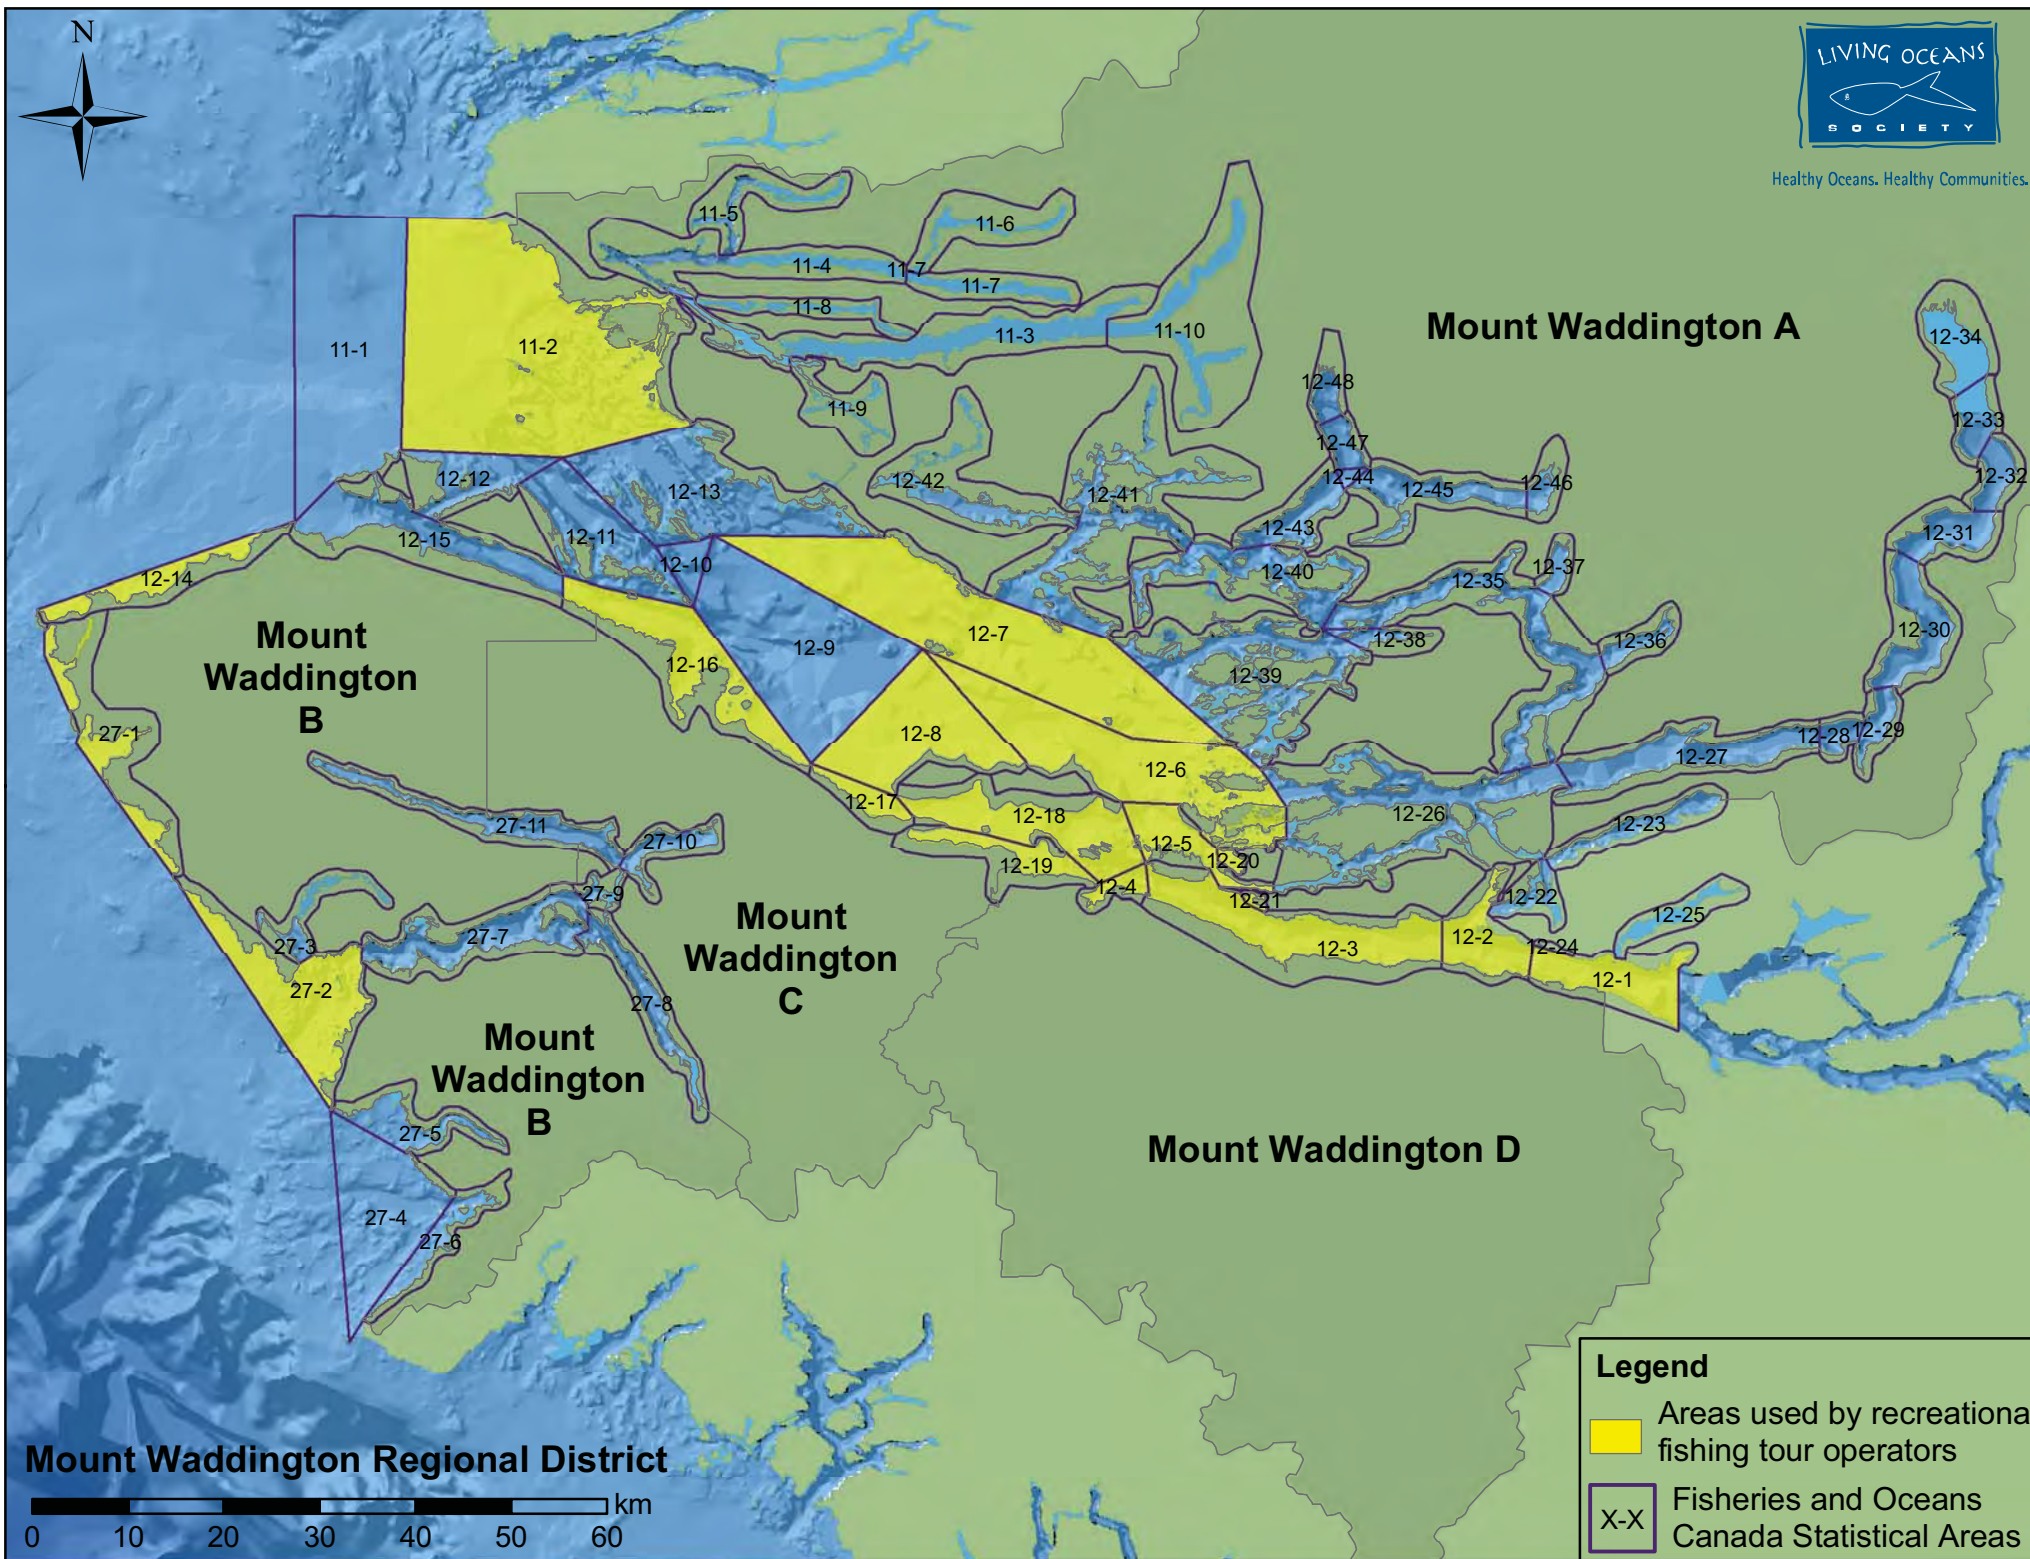 N
LIVING OCEANS
SOCIETY
Healthy Oceans. Healthy Communities.
11-5
11-6
11-4
11-7
11-7
11-8
11-3
11-10
11-1
11-2
11-9
Mount Waddington A
12-34
12-48
12-33
12-47
12-44
12-46
12-32
12-12
12-13
12-42
12-41
12-45
12-43
12-31
12-15
12-11
12-10
12-40
12-35
12-37
12-14
12-7
12-38
12-36
12-30
Mount
Waddington
B
12-9
12-16
12-39
27-1
12-8
12-28
12-29
12-27
12-6
12-17
12-18
12-26
12-23
27-11
27-10
12-5
12-20
12-19
12-4
12-21
12-22
12-25
27-9
27-3
27-7
12-3
12-2
12-24
12-1
27-2
27-8
Mount
Waddington
C
Mount
Waddington
B
27-5
27-4
27-6
Mount Waddington D
Mount Waddington Regional District
km
0 10 20 30 40 50 60
Legend
Areas used by recreationa
fishing tour operators
X-X
Fisheries and Oceans
Canada Statistical Areas